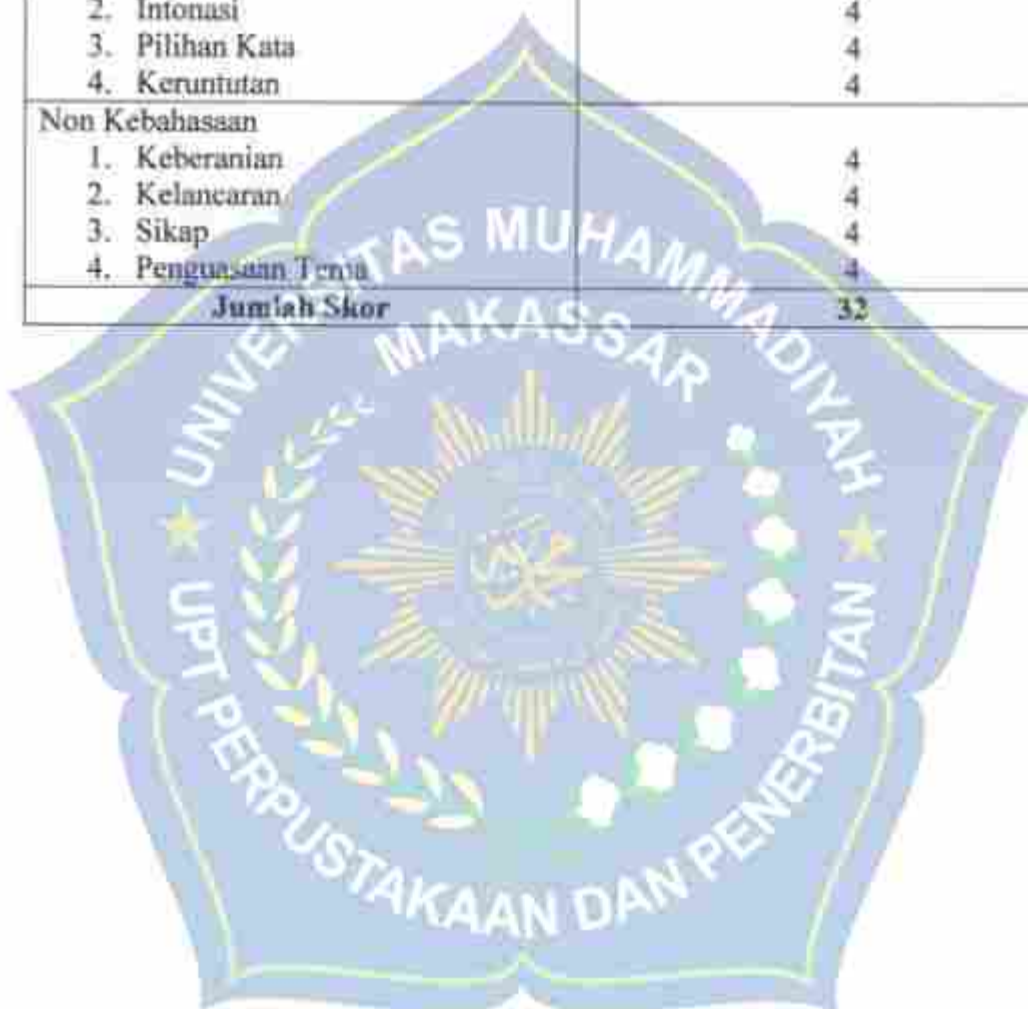 2. Intonasi 4
3. Pilihan Kata 4
4. Keruntutan 4
Non Kebahasaan
1. Keberanian 4
2. Kelancaran 4
3. Sikap 4
4. Penguasaan Tema 4
Jumlah Skor 32
UNIVERSITAS MUHAMMADIYAH
MAKASSAR
UPT PERPUSTAKAAN DAN PENERBITAN